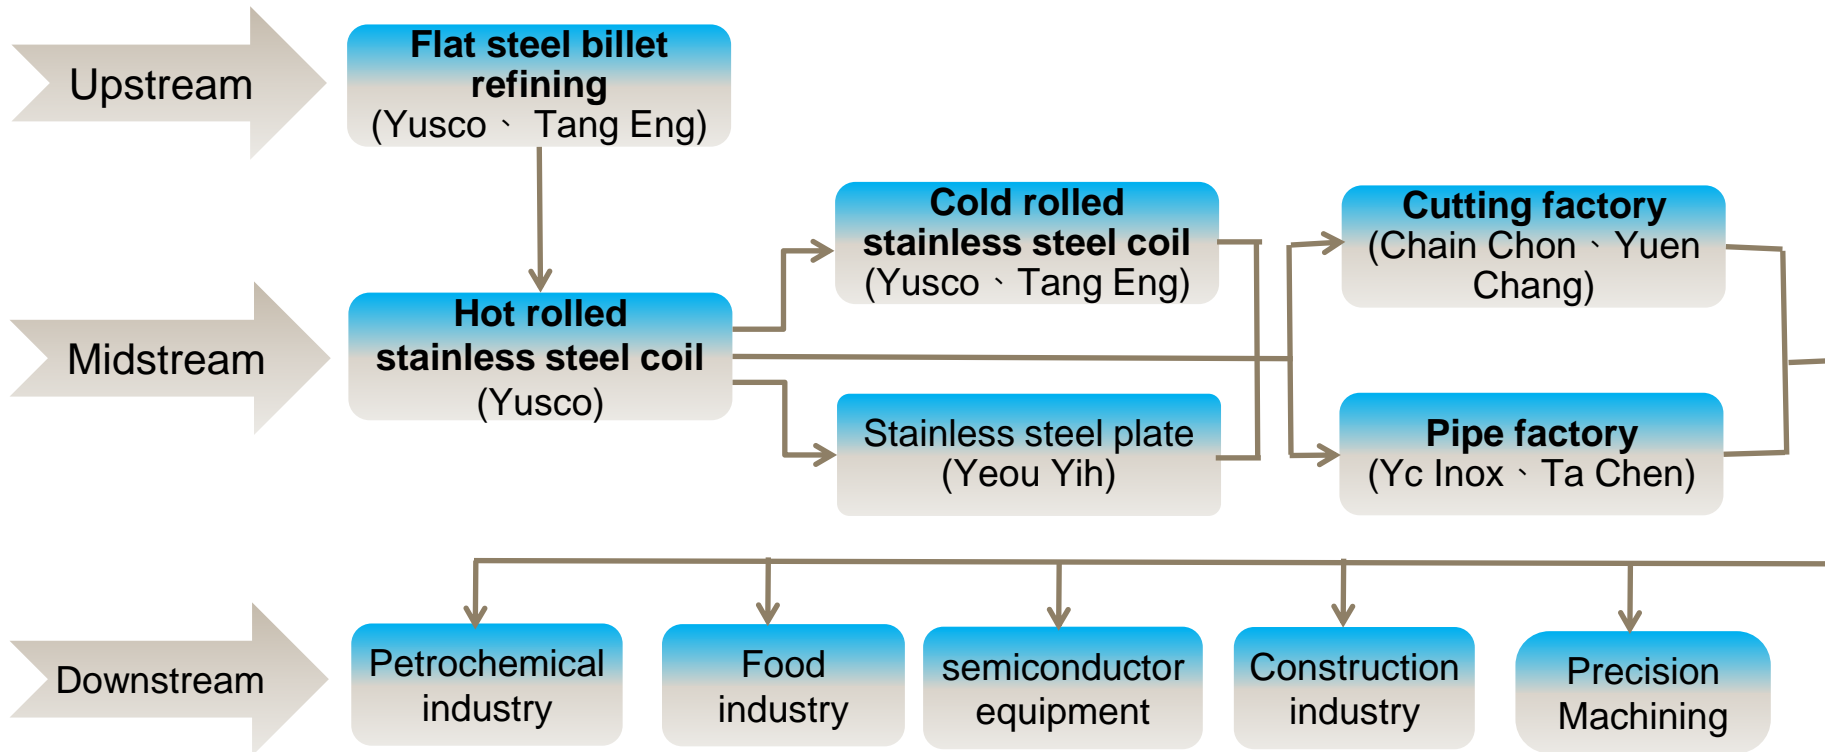 Upstream
Flat steel billet
refining
(Yusco、 Tang Eng)
Midstream
Hot rolled
stainless steel coil
(Yusco)
Cold rolled
stainless steel coil
(Yusco、Tang Eng)
Stainless steel plate
(Yeou Yih)
Cutting factory
(Chain Chon、Yuen
Chang)
Pipe factory
(Yc Inox、Ta Chen)
Downstream
Petrochemical
industry
Food
industry
semiconductor
equipment
Construction
industry
Precision
Machining